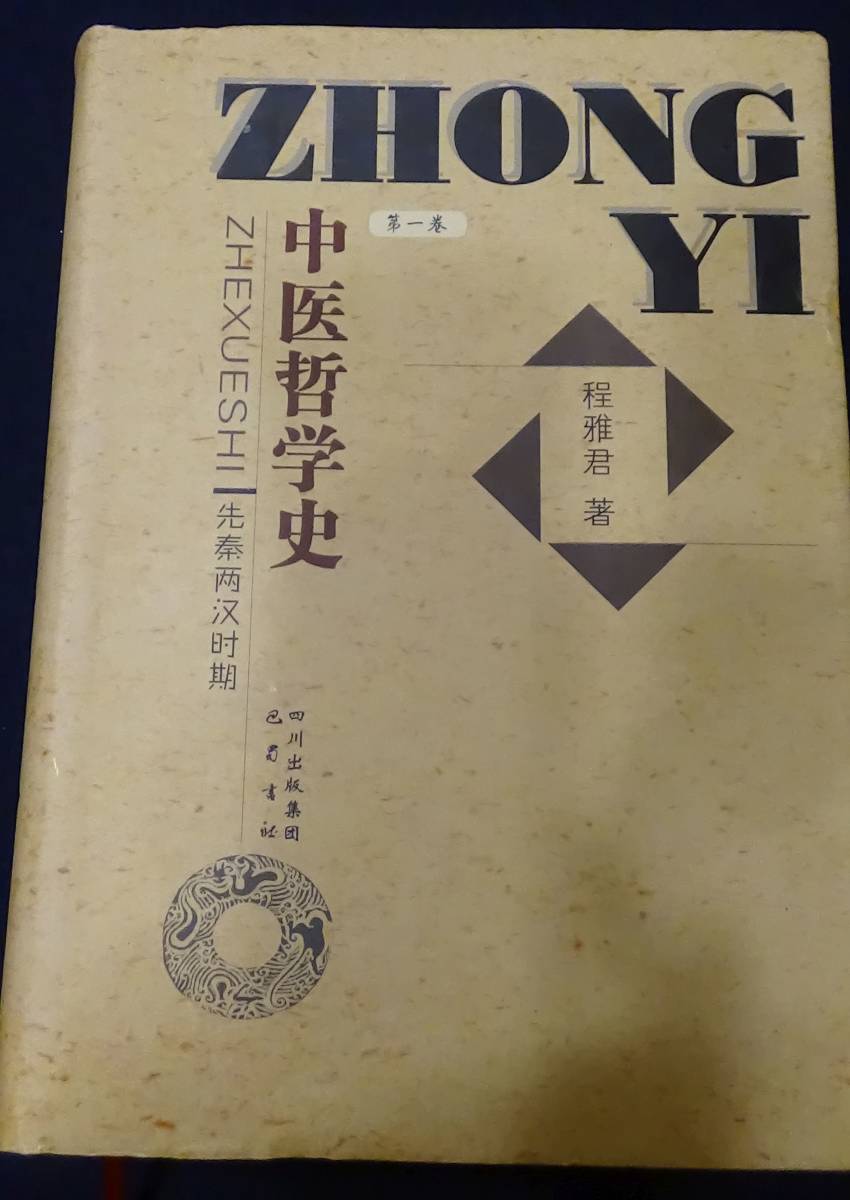 ZHONG
YI
第一卷
中医哲学史
ZHEXUESHI
先秦两汉时期
程雅君 著
四川出版集团
巴蜀书社